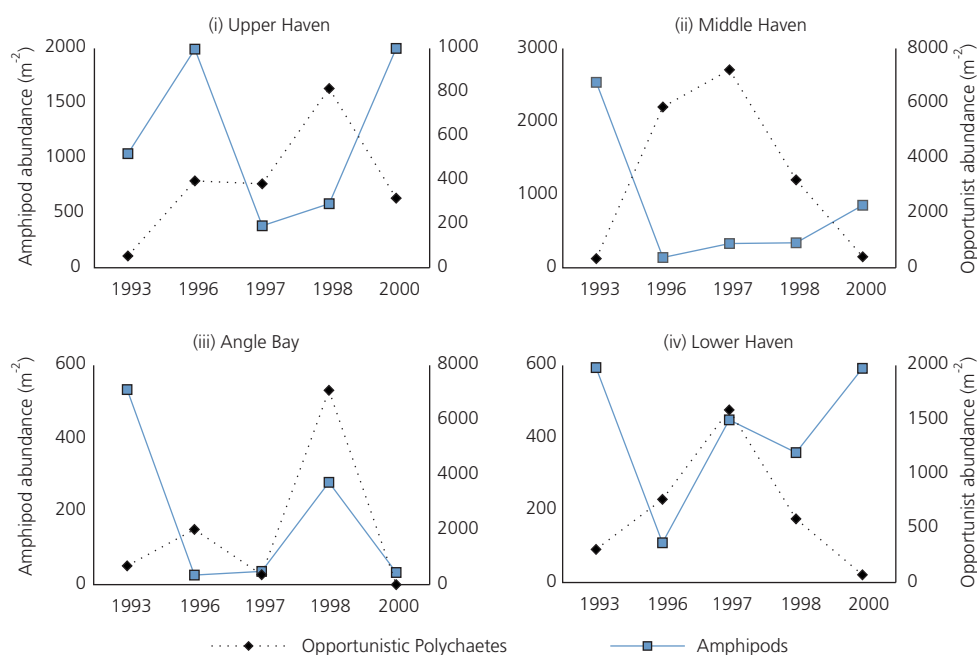 (i) Upper Haven
Amphipod abundance (m⁻²)
2000
1500
1000
500
0
1000
800
600
400
200
0
1993 1996 1997 1998 2000
(ii) Middle Haven
3000
2000
1000
0
8000
6000
4000
2000
0
Opportunist abundance (m⁻²)
1993 1996 1997 1998 2000
(iii) Angle Bay
Amphipod abundance (m⁻²)
600
400
200
0
8000
6000
4000
2000
0
1993 1996 1997 1998 2000
(iv) Lower Haven
600
400
200
0
2000
1500
1000
500
0
Opportunist abundance (m⁻²)
1993 1996 1997 1998 2000
Opportunistic Polychaetes Amphipods